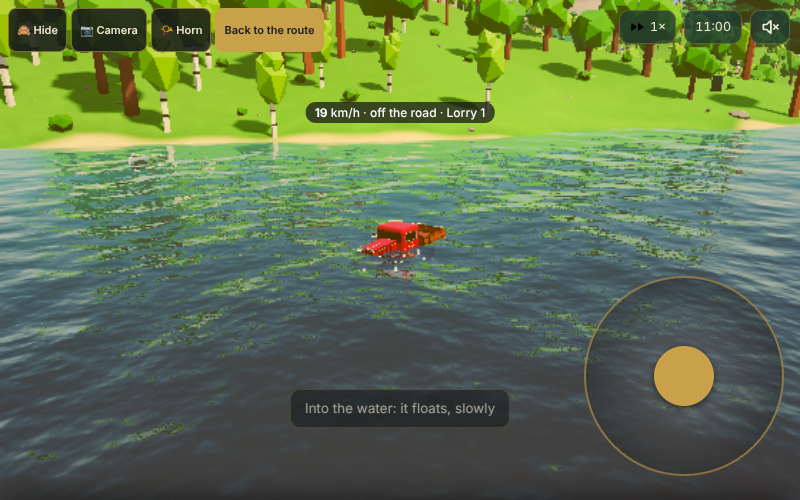 Hide
Camera
Horn
Back to the route
1×
11:00
19 km/h · off the road · Lorry 1
Into the water: it floats, slowly